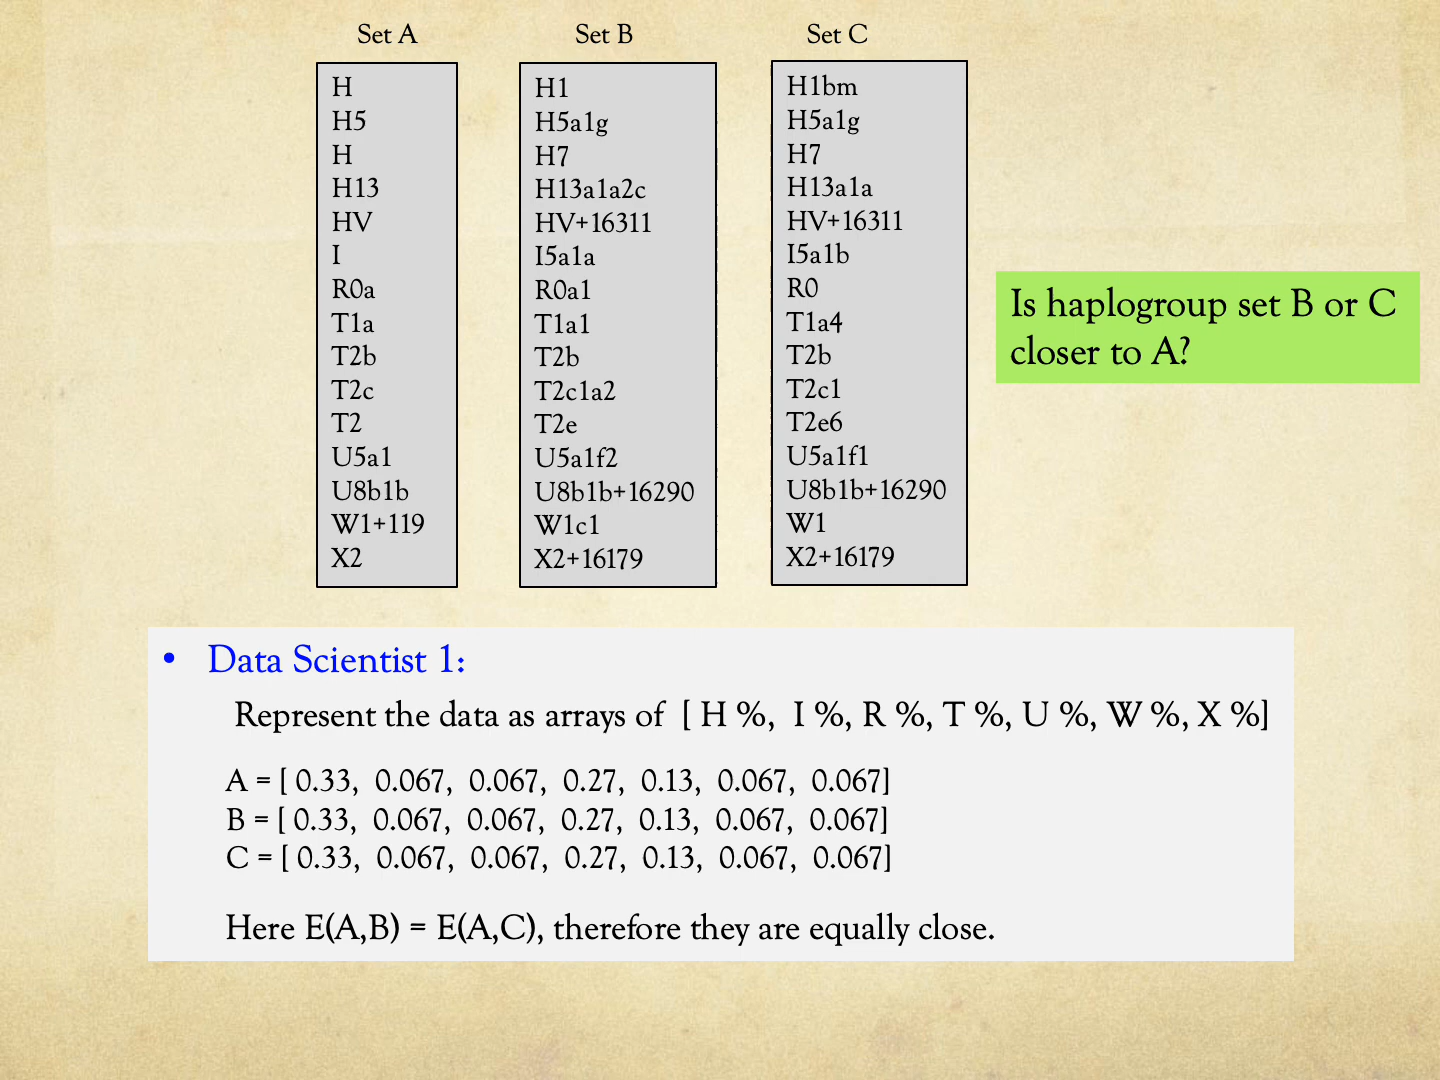 Set A
H
H5
H
H13
HV
I
R0a
T1a
T2b
T2c
T2
U5a1
U8b1b
W1+119
X2
Set B
H1
H5a1g
H7
H13a1a2c
HV+16311
I5a1a
R0a1
T1a1
T2b
T2c1a2
T2e
U5a1f2
U8b1b+16290
W1c1
X2+16179
Set C
H1bm
H5a1g
H7
H13a1a
HV+16311
I5a1b
R0
T1a4
T2b
T2c1
T2e6
U5a1f1
U8b1b+16290
W1
X2+16179
Is haplogroup set B or C
closer to A?
• Data Scientist 1:
Represent the data as arrays of [ H %, I %, R %, T %, U %, W %, X %]
A = [ 0.33, 0.067, 0.067, 0.27, 0.13, 0.067, 0.067]
B = [ 0.33, 0.067, 0.067, 0.27, 0.13, 0.067, 0.067]
C = [ 0.33, 0.067, 0.067, 0.27, 0.13, 0.067, 0.067]
Here E(A,B) = E(A,C), therefore they are equally close.